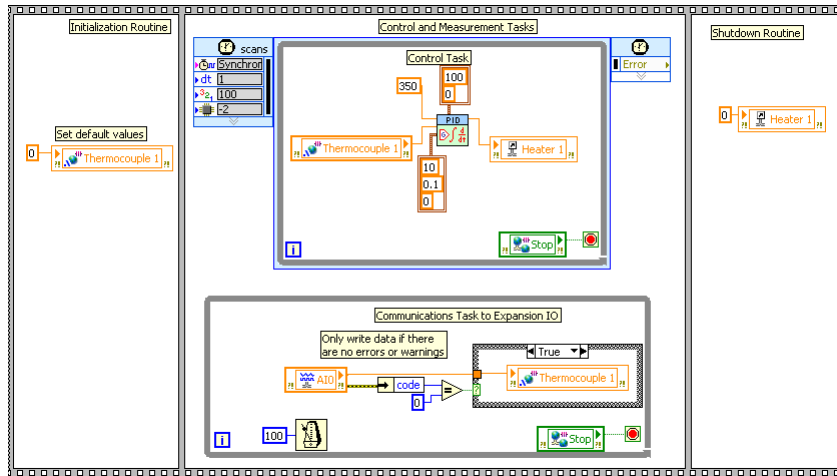 Initialization Routine
Set default values
0
Thermocouple 1
Control and Measurement Tasks
scans
Synchron
dt 1
321 100
-2
Error
Control Task
100
0
350
PID
Thermocouple 1
Heater 1
10
0.1
0
i
Stop
Communications Task to Expansion IO
Only write data if there
are no errors or warnings
True
AI0
code
0
=
?
Thermocouple 1
i
100
Stop
Shutdown Routine
0
Heater 1